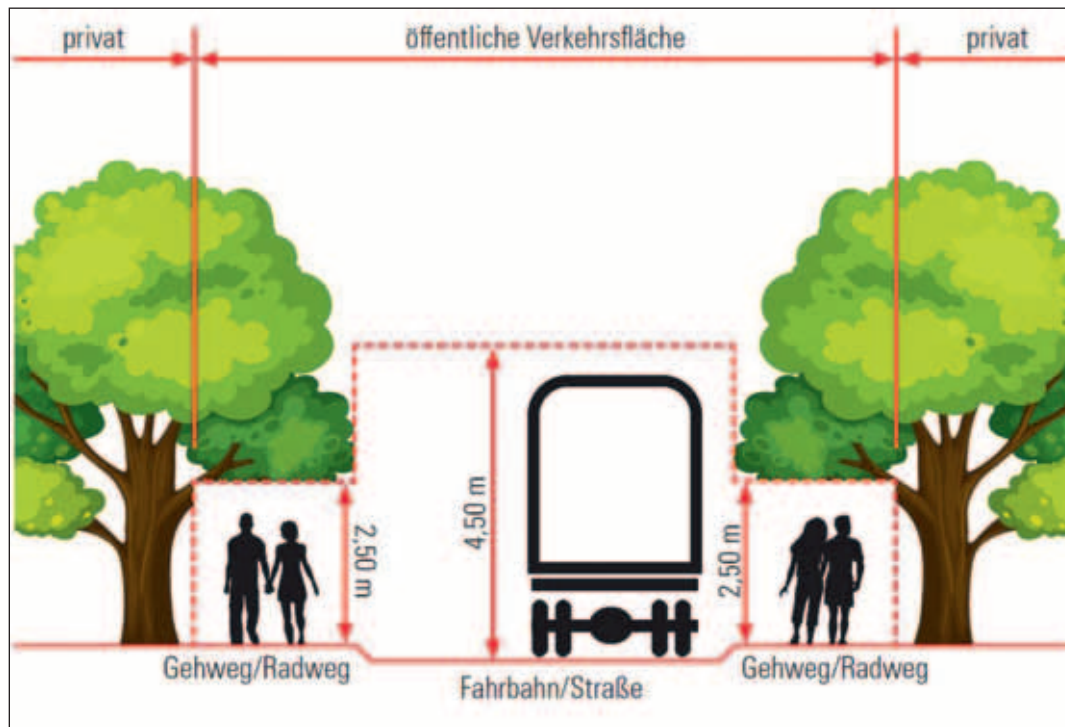 privat
öffentliche Verkehrsfläche
privat
2,50 m
4,50 m
2,50 m
Gehweg/Radweg
Fahrbahn/Straße
Gehweg/Radweg